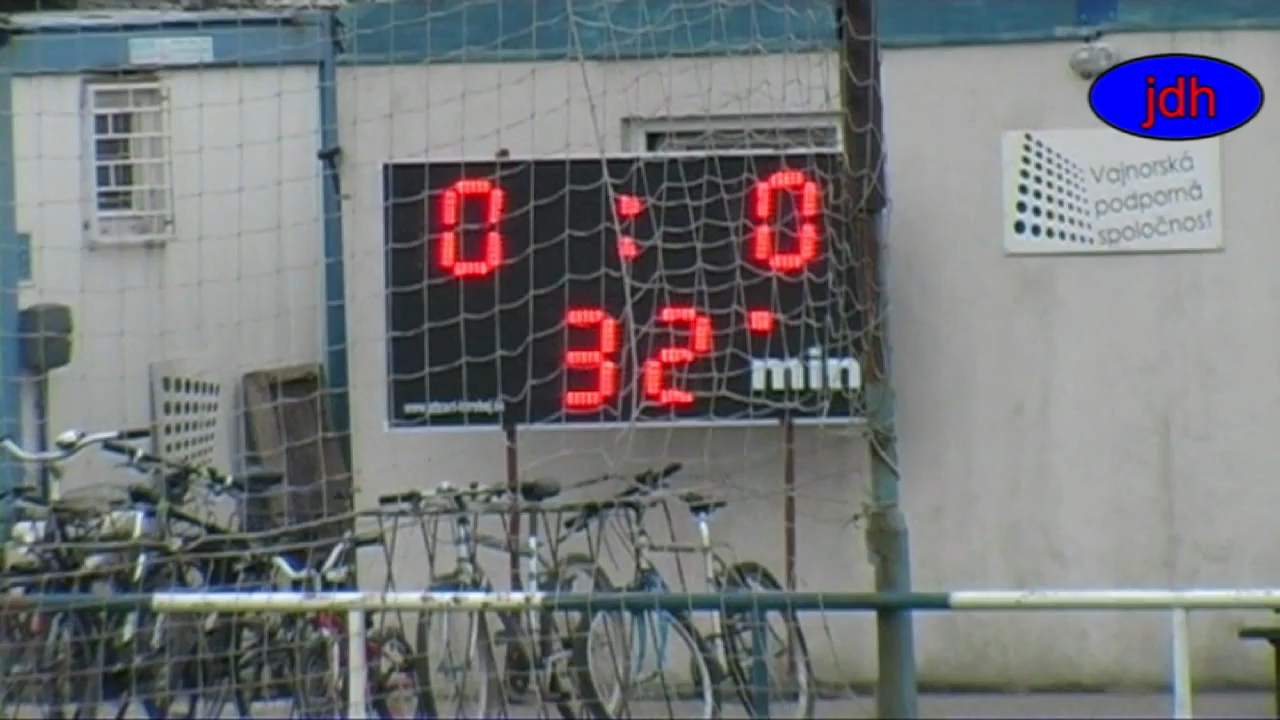 jdh
Vajnorská
podporná
spoločnosť
0 : 0
32'
min